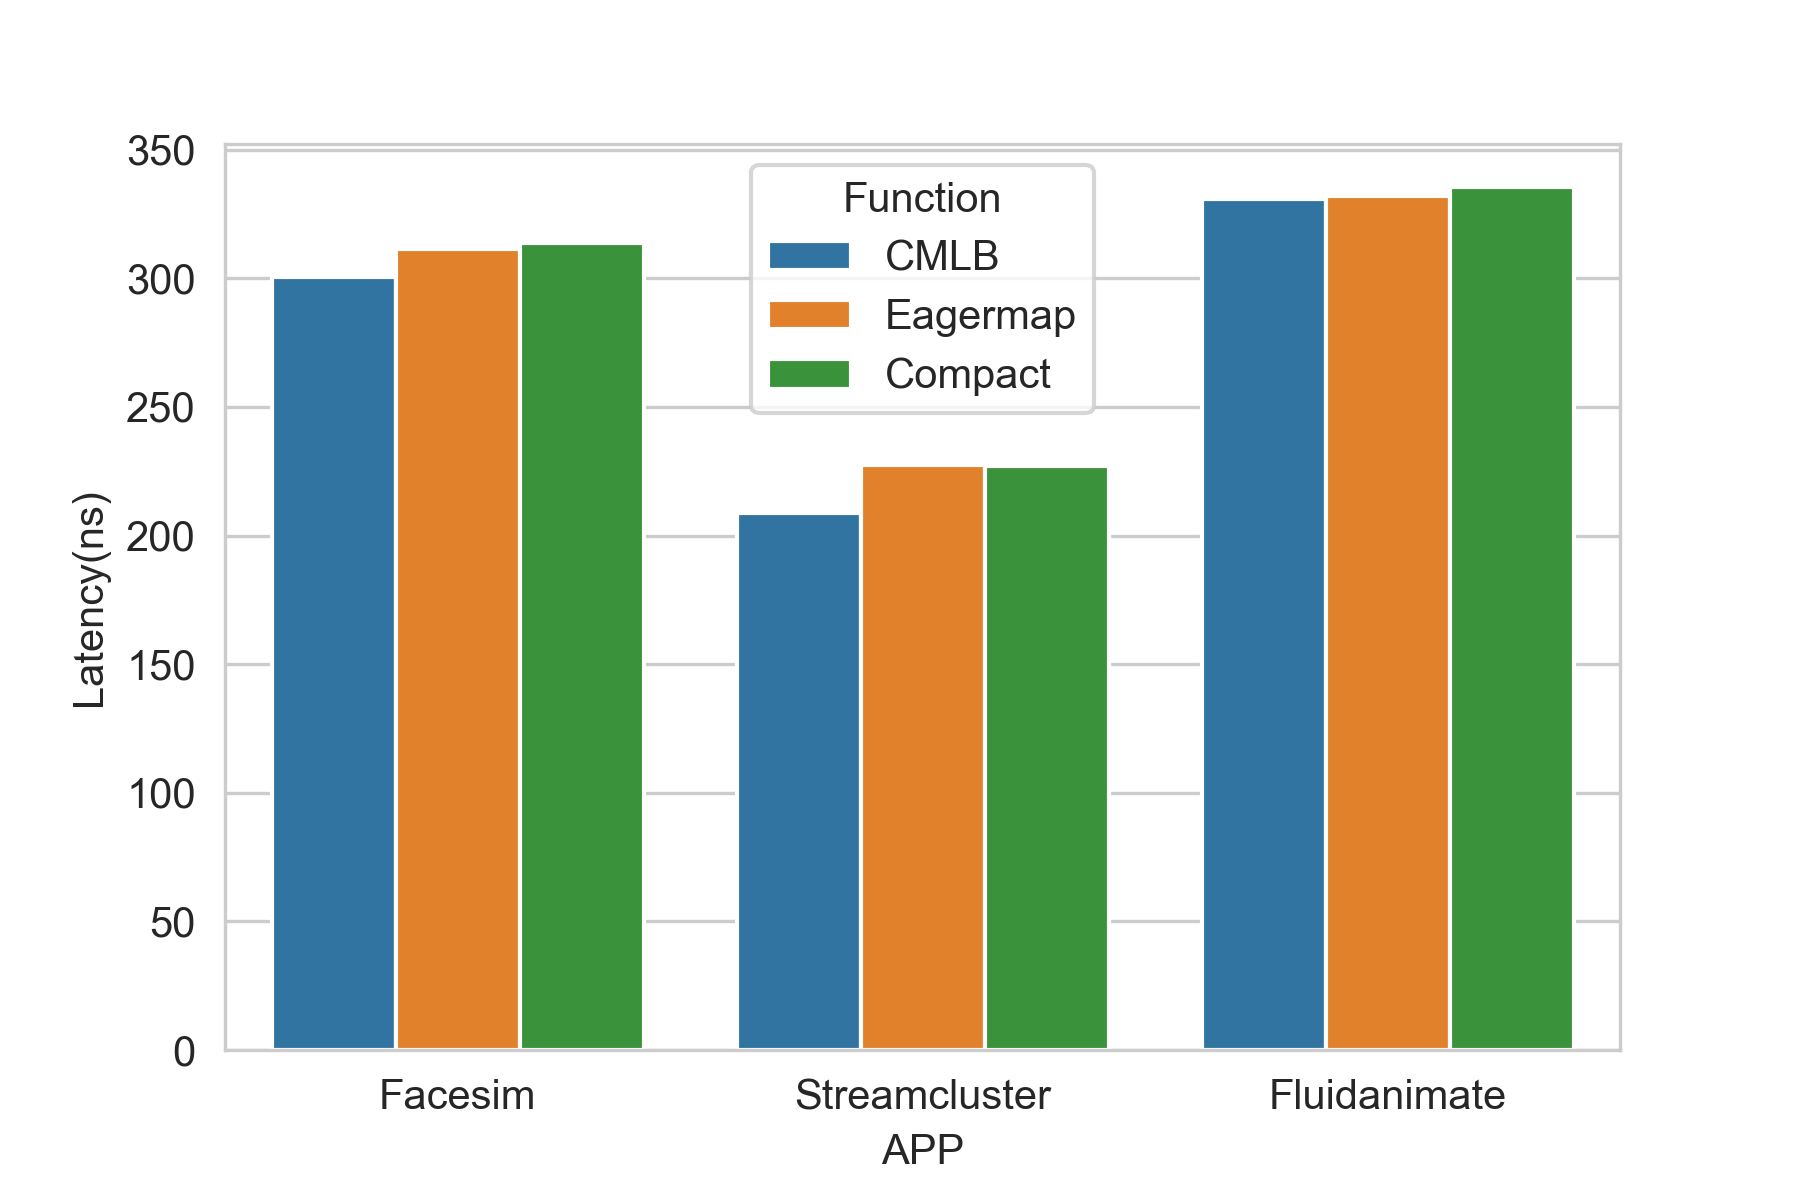 350
300
250
200
150
100
50
0
Latency(ns)
Function
CMLB
Eagermap
Compact
Facesim
Streamcluster
Fluidanimate
APP